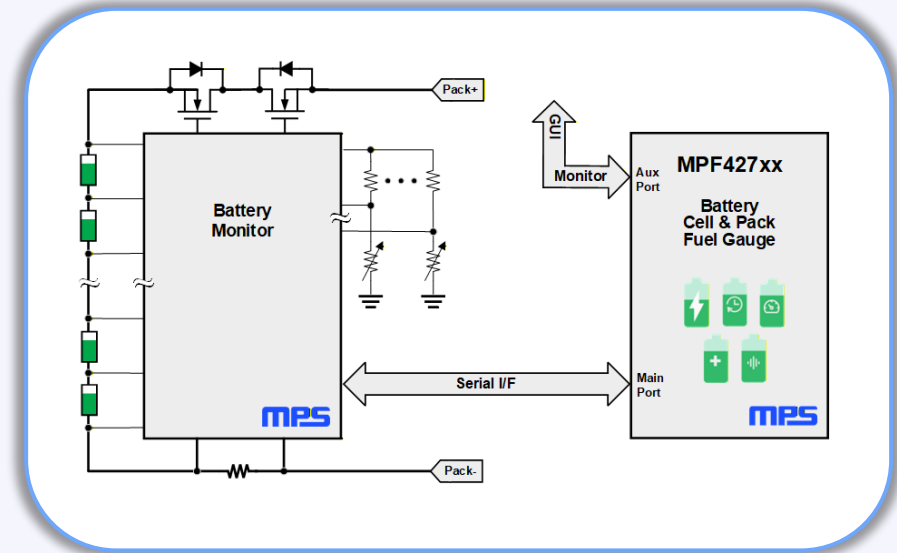 Pack+
Battery
Monitor
MPS
Pack-
GUI
Monitor
Serial I/F
Aux
Port
MPF427xx
Battery
Cell & Pack
Fuel Gauge
Main
Port
MPS